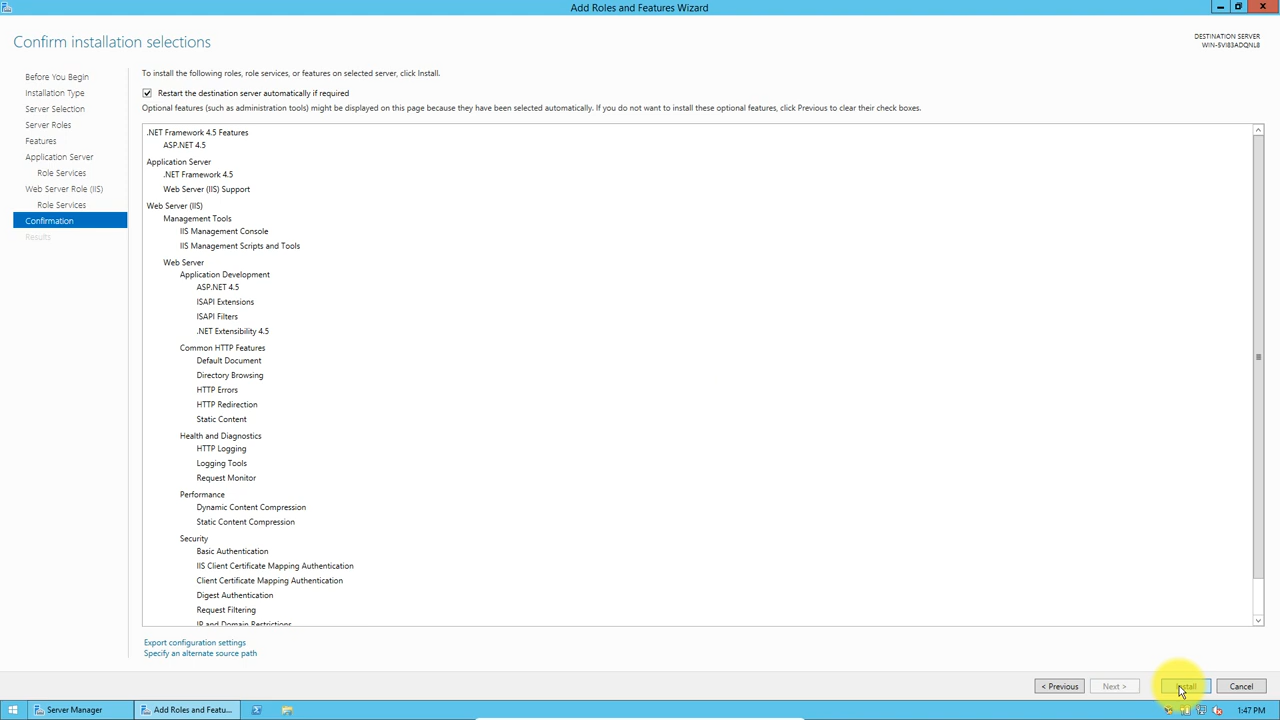 Add Roles and Features Wizard
Confirm installation selections
DESTINATION SERVER
WIN-5VI83ADQNL8
Before You Begin
Installation Type
Server Selection
Server Roles
Features
Application Server
Role Services
Web Server Role (IIS)
Role Services
Confirmation
Results
To install the following roles, role services, or features on selected server, click Install.
Restart the destination server automatically if required
Optional features (such as administration tools) might be displayed on this page because they have been selected automatically. If you do not want to install these optional features, click Previous to clear their check boxes.
.NET Framework 4.5 Features
ASP.NET 4.5
Application Server
.NET Framework 4.5
Web Server (IIS) Support
Web Server (IIS)
Management Tools
IIS Management Console
IIS Management Scripts and Tools
Web Server
Application Development
ASP.NET 4.5
ISAPI Extensions
ISAPI Filters
.NET Extensibility 4.5
Common HTTP Features
Default Document
Directory Browsing
HTTP Errors
HTTP Redirection
Static Content
Health and Diagnostics
HTTP Logging
Logging Tools
Request Monitor
Performance
Dynamic Content Compression
Static Content Compression
Security
Basic Authentication
IIS Client Certificate Mapping Authentication
Client Certificate Mapping Authentication
Digest Authentication
Request Filtering
IP and Domain Restrictions
Export configuration settings
Specify an alternate source path
< Previous
Next >
Install
Cancel
Server Manager
Add Roles and Featu...
1:47 PM